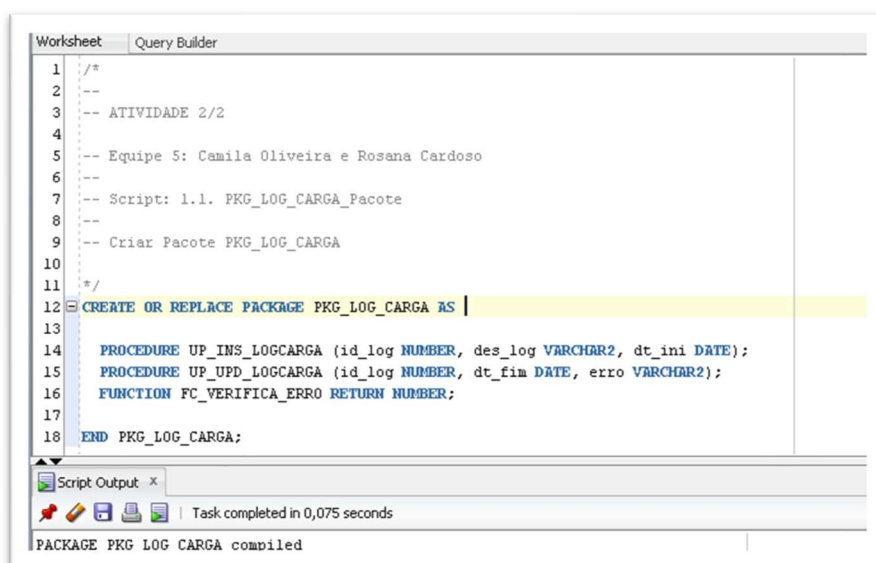 Worksheet Query Builder
1 /*
2 --
3 -- ATIVIDADE 2/2
4
5 -- Equipe 5: Camila Oliveira e Rosana Cardoso
6 --
7 -- Script: 1.1. PKG_LOG_CARGA_Pacote
8 --
9 -- Criar Pacote PKG_LOG_CARGA
10
11 */
12 CREATE OR REPLACE PACKAGE PKG_LOG_CARGA AS
13
14 PROCEDURE UP_INS_LOGCARGA (id_log NUMBER, des_log VARCHAR2, dt_ini DATE);
15 PROCEDURE UP_UPD_LOGCARGA (id_log NUMBER, dt_fim DATE, erro VARCHAR2);
16 FUNCTION FC_VERIFICA_ERRO RETURN NUMBER;
17
18 END PKG_LOG_CARGA;
Script Output x
Task completed in 0,075 seconds
PACKAGE PKG_LOG_CARGA compiled